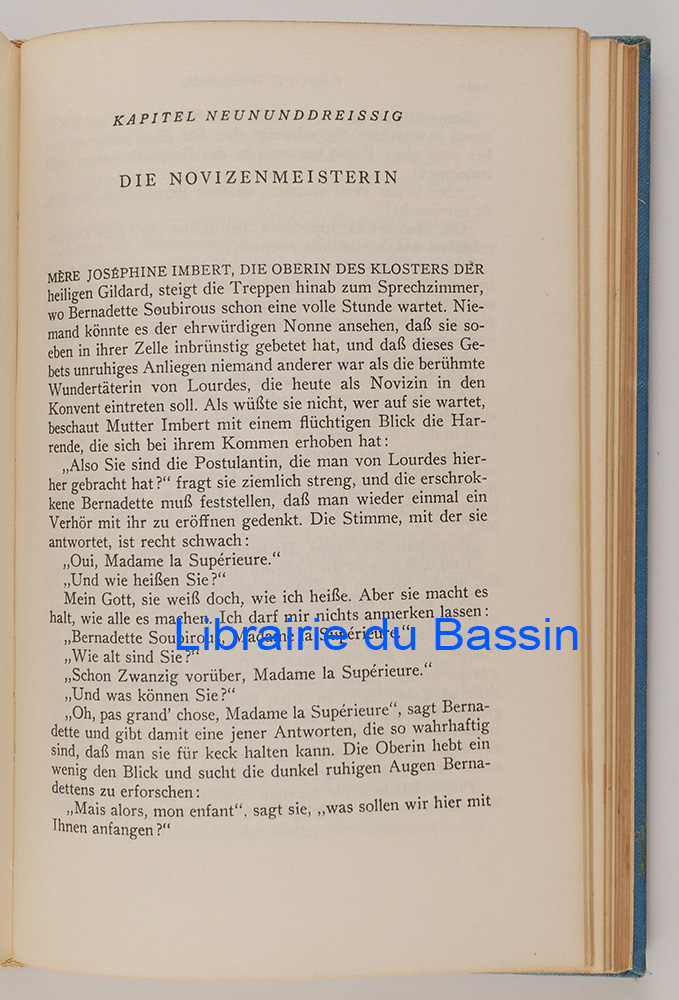 KAPITEL NEUNUNDDREISSIG
DIE NOVIZENMEISTERIN
MÈRE JOSÉPHINE IMBERT, DIE OBERIN DES KLOSTERS DER
heiligen Gildard, steigt die Treppen hinab zum Sprechzimmer,
wo Bernadette Soubirous schon eine volle Stunde wartet. Nie-
mand könnte es der ehrwürdigen Nonne ansehen, daß sie so-
eben in ihrer Zelle inbrünstig gebetet hat, und daß dieses Ge-
bets unruhiges Anliegen niemand anderer war als die berühmte
Wundertäterin von Lourdes, die heute als Novizin in den
Konvent eintreten soll. Als wüßte sie nicht, wer auf sie wartet,
beschaut Mutter Imbert mit einem flüchtigen Blick die Har-
rende, die sich bei ihrem Kommen erhoben hat:
„Also Sie sind die Postulantin, die man von Lourdes hier-
her gebracht hat?“ fragt sie ziemlich streng, und die erschrok-
kene Bernadette muß feststellen, daß man wieder einmal ein
Verhör mit ihr zu eröffnen gedenkt. Die Stimme, mit der sie
antwortet, ist recht schwach:
„Oui, Madame la Supérieure.“
„Und wie heißen Sie?“
Mein Gott, sie weiß doch, wie ich heiße. Aber sie macht es
halt, wie alle es machen. Ich darf mir nichts anmerken lassen:
„Bernadette Soubirous, Madame la Supérieure.“
Librairie du Bassin
„Wie alt sind Sie?“
„Schon Zwanzig vorüber, Madame la Supérieure.“
„Und was können Sie?“
„Oh, pas grand' chose, Madame la Supérieure“, sagt Berna-
dette und gibt damit eine jener Antworten, die so wahrhaftig
sind, daß man sie für keck halten kann. Die Oberin hebt ein
wenig den Blick und sucht die dunkel ruhigen Augen Berna-
dettens zu erforschen:
„Mais alors, mon enfant“, sagt sie, „was sollen wir hier mit
Ihnen anfangen?“